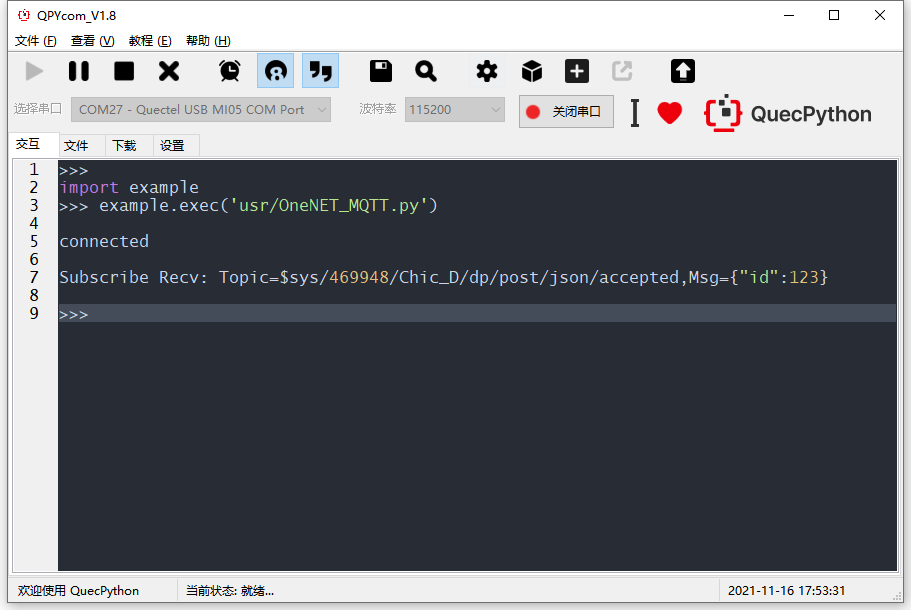 QPYcom_V1.8
文件 (F) 查看 (V) 教程 (E) 帮助 (H)
选择串口 COM27 - Quectel USB MI05 COM Port 波特率 115200 关闭串口 QuecPython
交互 文件 下载 设置
1 >>>
2 import example
3 >>> example.exec('usr/OneNET_MQTT.py')
4
5 connected
6
7 Subscribe Recv: Topic=$sys/469948/Chic_D/dp/post/json/accepted,Msg={"id":123}
8
9 >>>
欢迎使用 QuecPython 当前状态: 就绪... 2021-11-16 17:53:31